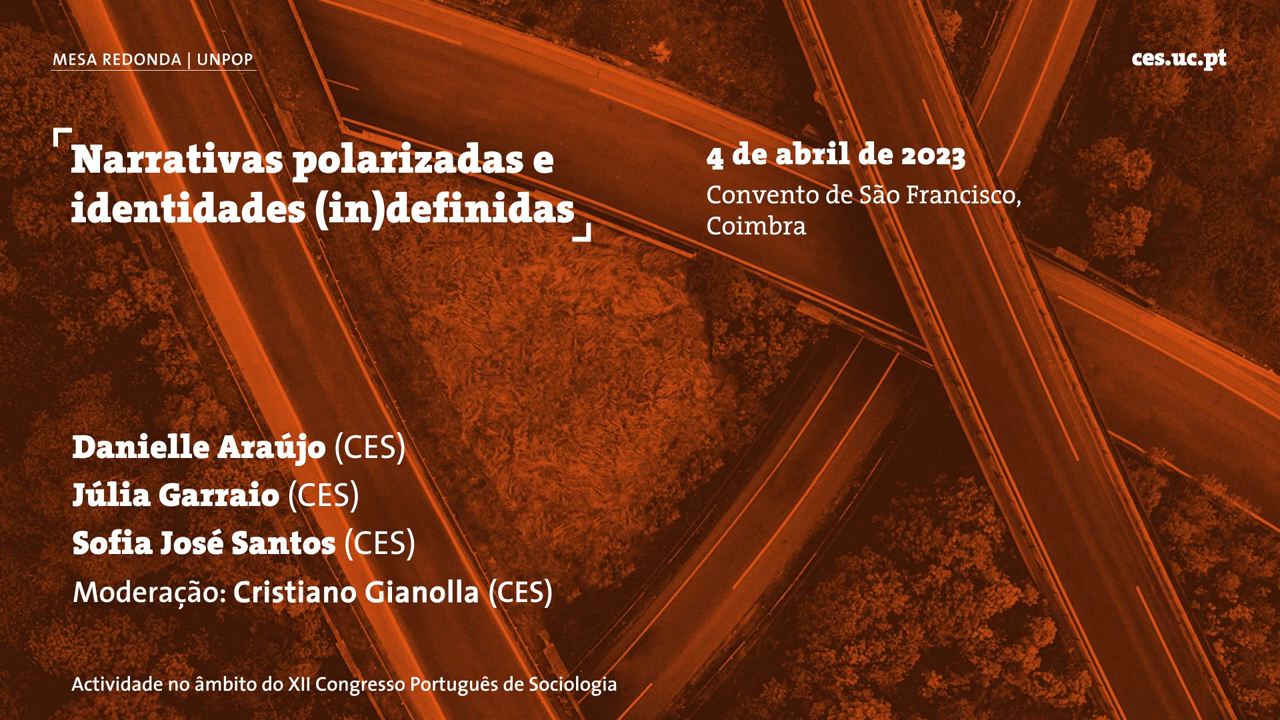 MESA REDONDA | UNPOP
ces.uc.pt
Narrativas polarizadas e
identidades (in)definidas
4 de abril de 2023
Convento de São Francisco,
Coimbra
Danielle Araújo (CES)
Júlia Garraio (CES)
Sofia José Santos (CES)
Moderação: Cristiano Gianolla (CES)
Actividade no âmbito do XII Congresso Português de Sociologia